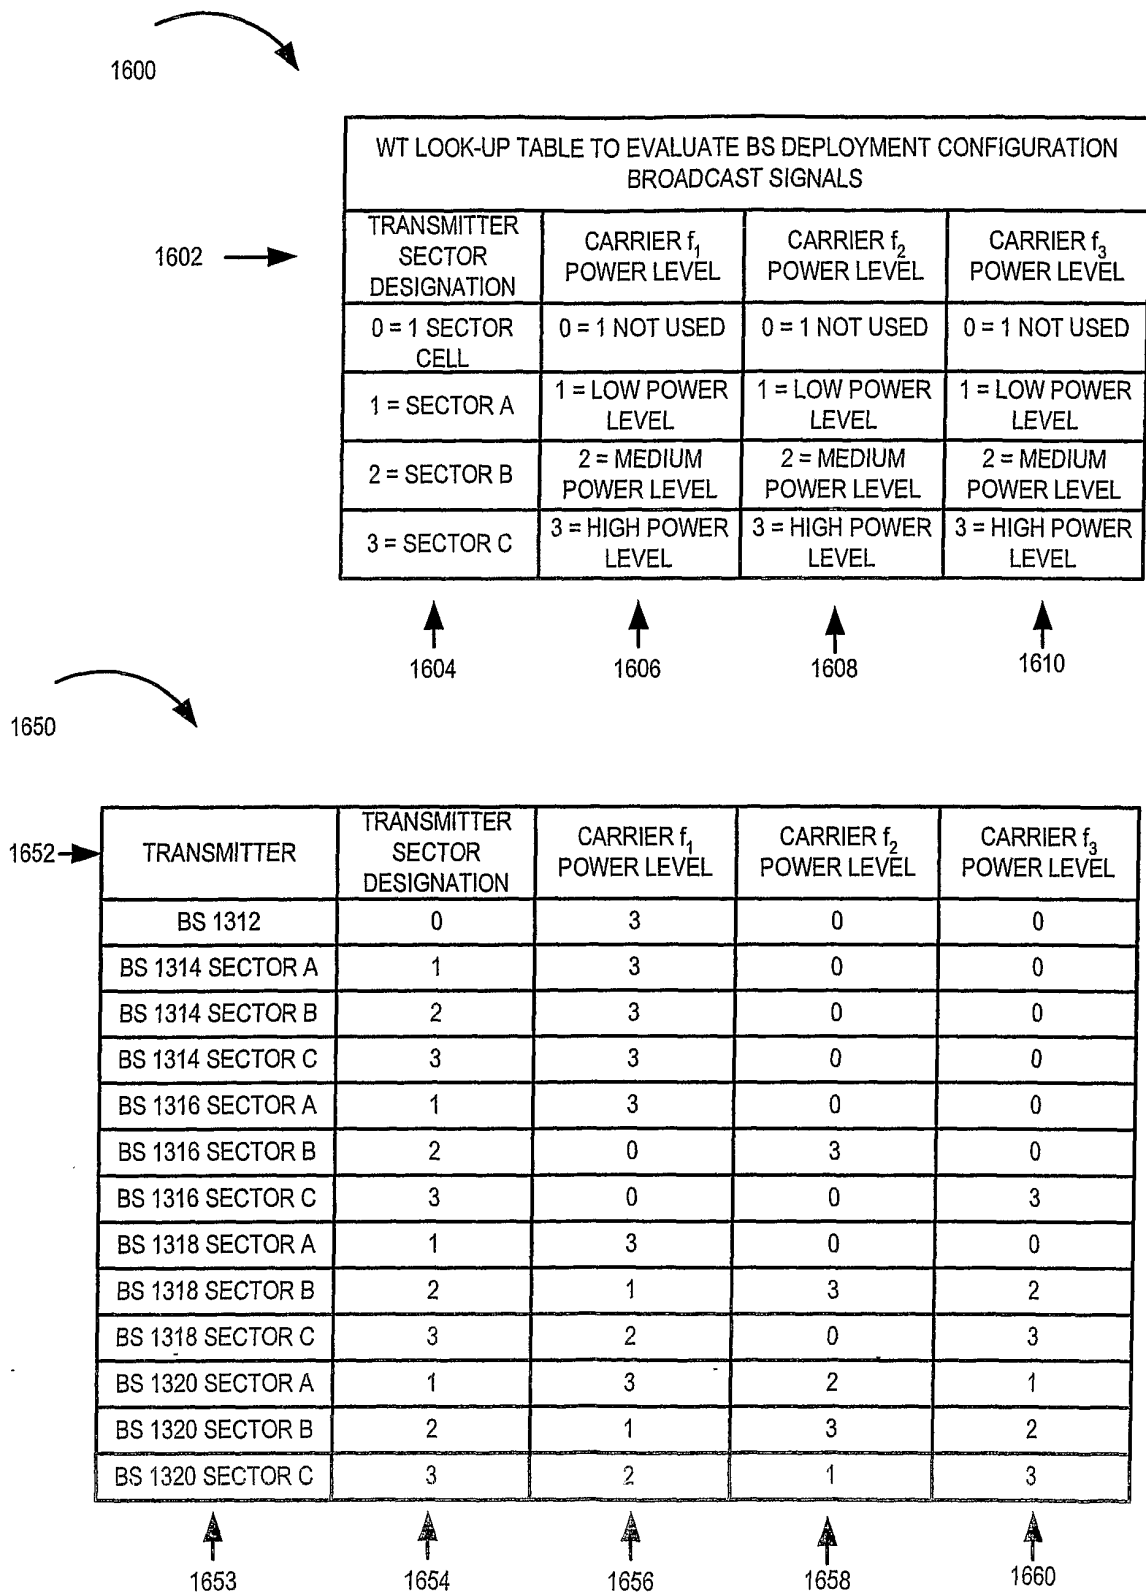 1600
WT LOOK-UP TABLE TO EVALUATE BS DEPLOYMENT CONFIGURATION
BROADCAST SIGNALS
1602
TRANSMITTER
SECTOR
DESIGNATION
CARRIER f1
POWER LEVEL
CARRIER f2
POWER LEVEL
CARRIER f3
POWER LEVEL
0 = 1 SECTOR
CELL
0 = 1 NOT USED
0 = 1 NOT USED
0 = 1 NOT USED
1 = SECTOR A
1 = LOW POWER
LEVEL
1 = LOW POWER
LEVEL
1 = LOW POWER
LEVEL
2 = SECTOR B
2 = MEDIUM
POWER LEVEL
2 = MEDIUM
POWER LEVEL
2 = MEDIUM
POWER LEVEL
3 = SECTOR C
3 = HIGH POWER
LEVEL
3 = HIGH POWER
LEVEL
3 = HIGH POWER
LEVEL
1604 1606 1608 1610
1650
1652
TRANSMITTER
TRANSMITTER
SECTOR
DESIGNATION
CARRIER f1
POWER LEVEL
CARRIER f2
POWER LEVEL
CARRIER f3
POWER LEVEL
BS 1312 0 3 0 0
BS 1314 SECTOR A 1 3 0 0
BS 1314 SECTOR B 2 3 0 0
BS 1314 SECTOR C 3 3 0 0
BS 1316 SECTOR A 1 3 0 0
BS 1316 SECTOR B 2 0 3 0
BS 1316 SECTOR C 3 0 0 3
BS 1318 SECTOR A 1 3 0 0
BS 1318 SECTOR B 2 1 3 2
BS 1318 SECTOR C 3 2 0 3
BS 1320 SECTOR A 1 3 2 1
BS 1320 SECTOR B 2 1 3 2
BS 1320 SECTOR C 3 2 1 3
1653 1654 1656 1658 1660